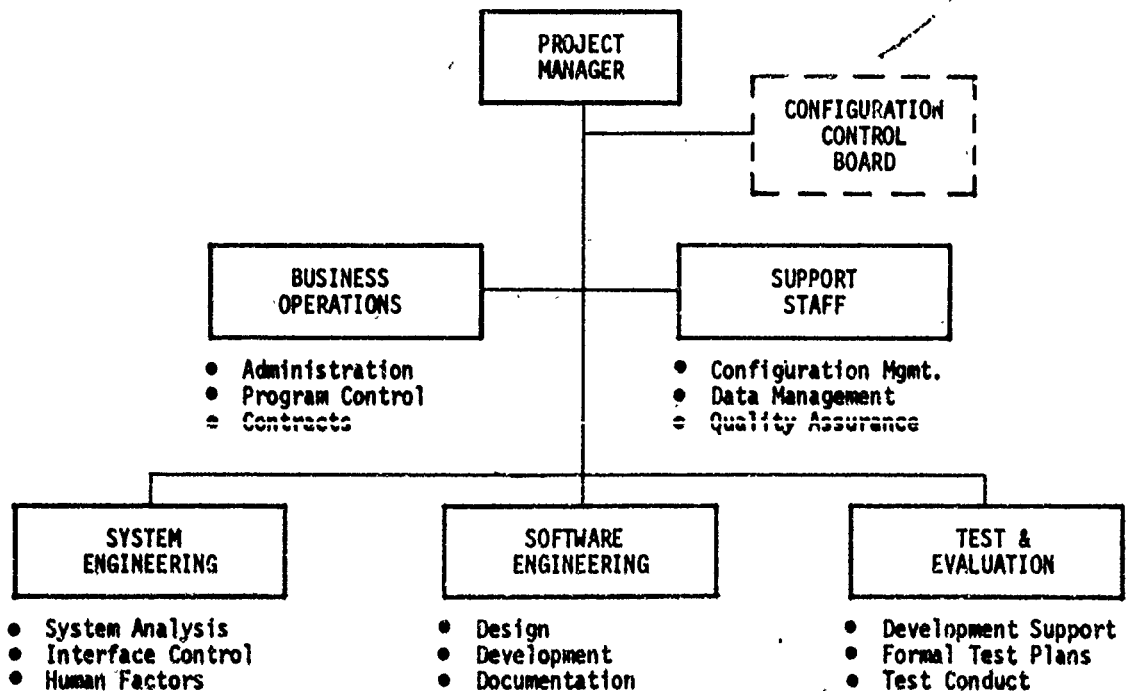 PROJECT
MANAGER
CONFIGURATION
CONTROL
BOARD
BUSINESS
OPERATIONS
• Administration
• Program Control
• Contracts
SUPPORT
STAFF
• Configuration Mgmt.
• Data Management
• Quality Assurance
SYSTEM
ENGINEERING
• System Analysis
• Interface Control
• Human Factors
SOFTWARE
ENGINEERING
• Design
• Development
• Documentation
TEST &
EVALUATION
• Development Support
• Formal Test Plans
• Test Conduct